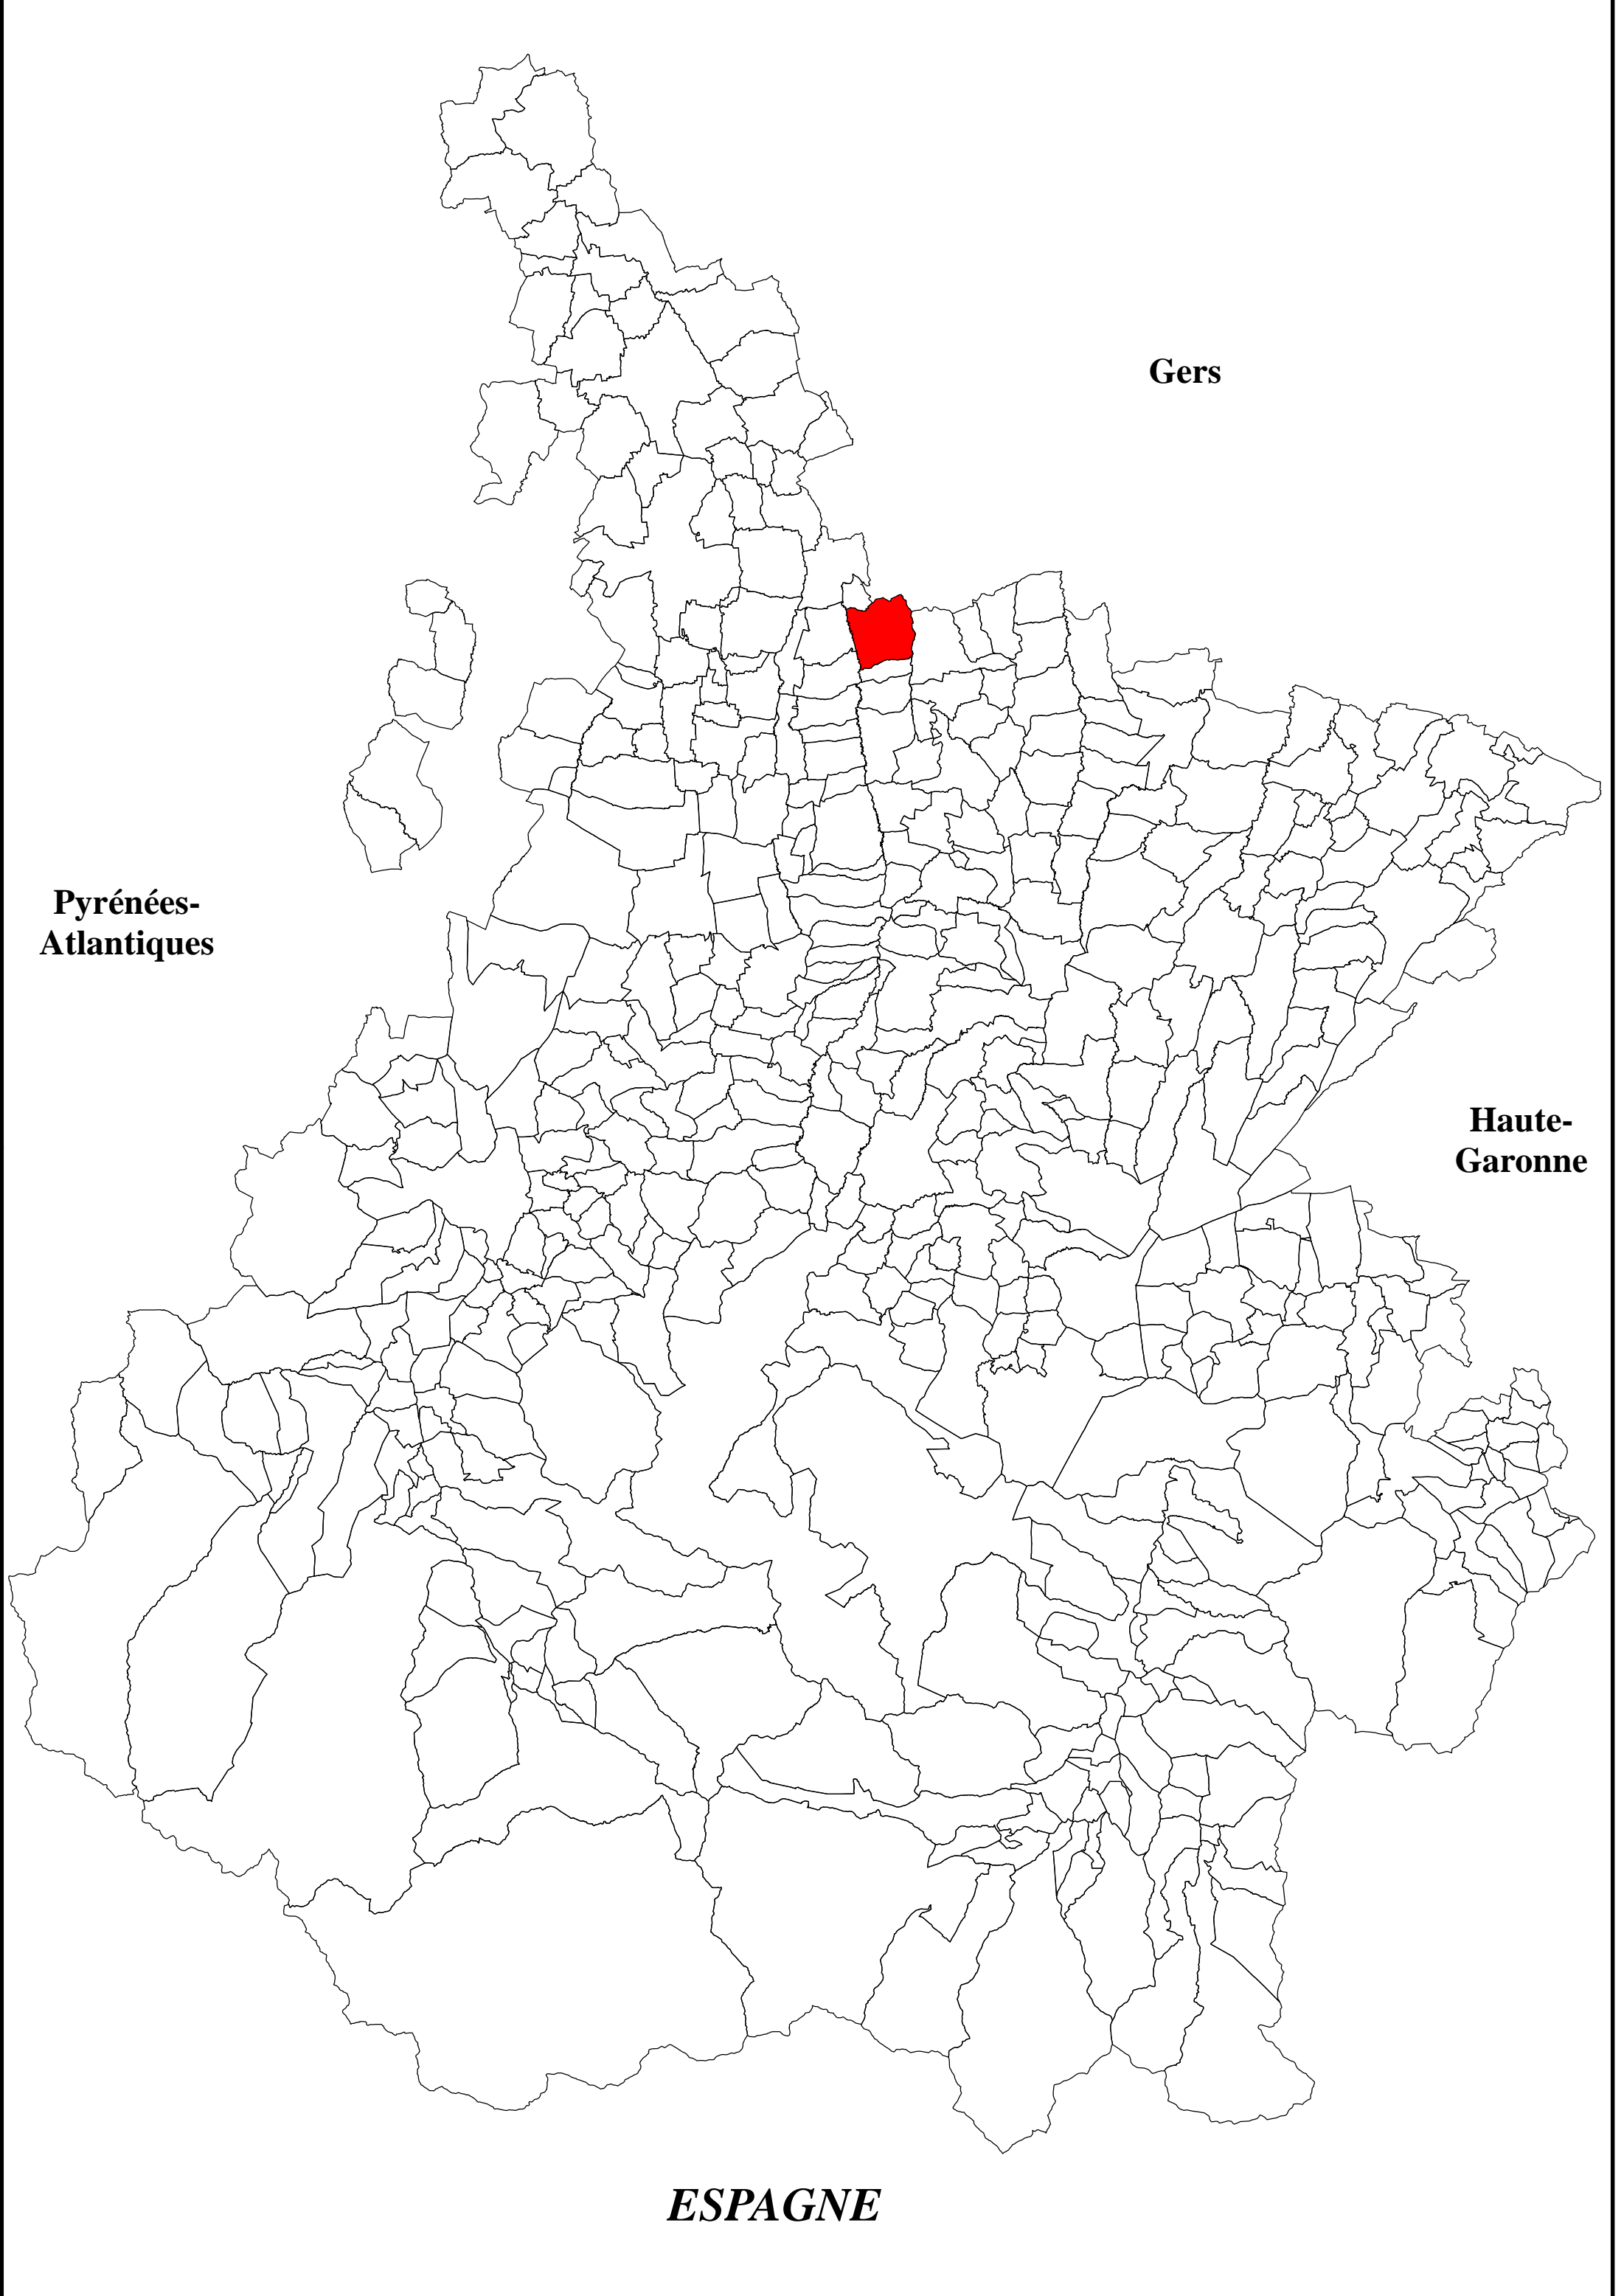 Gers
Pyrénées-
Atlantiques
Haute-
Garonne
ESPAGNE